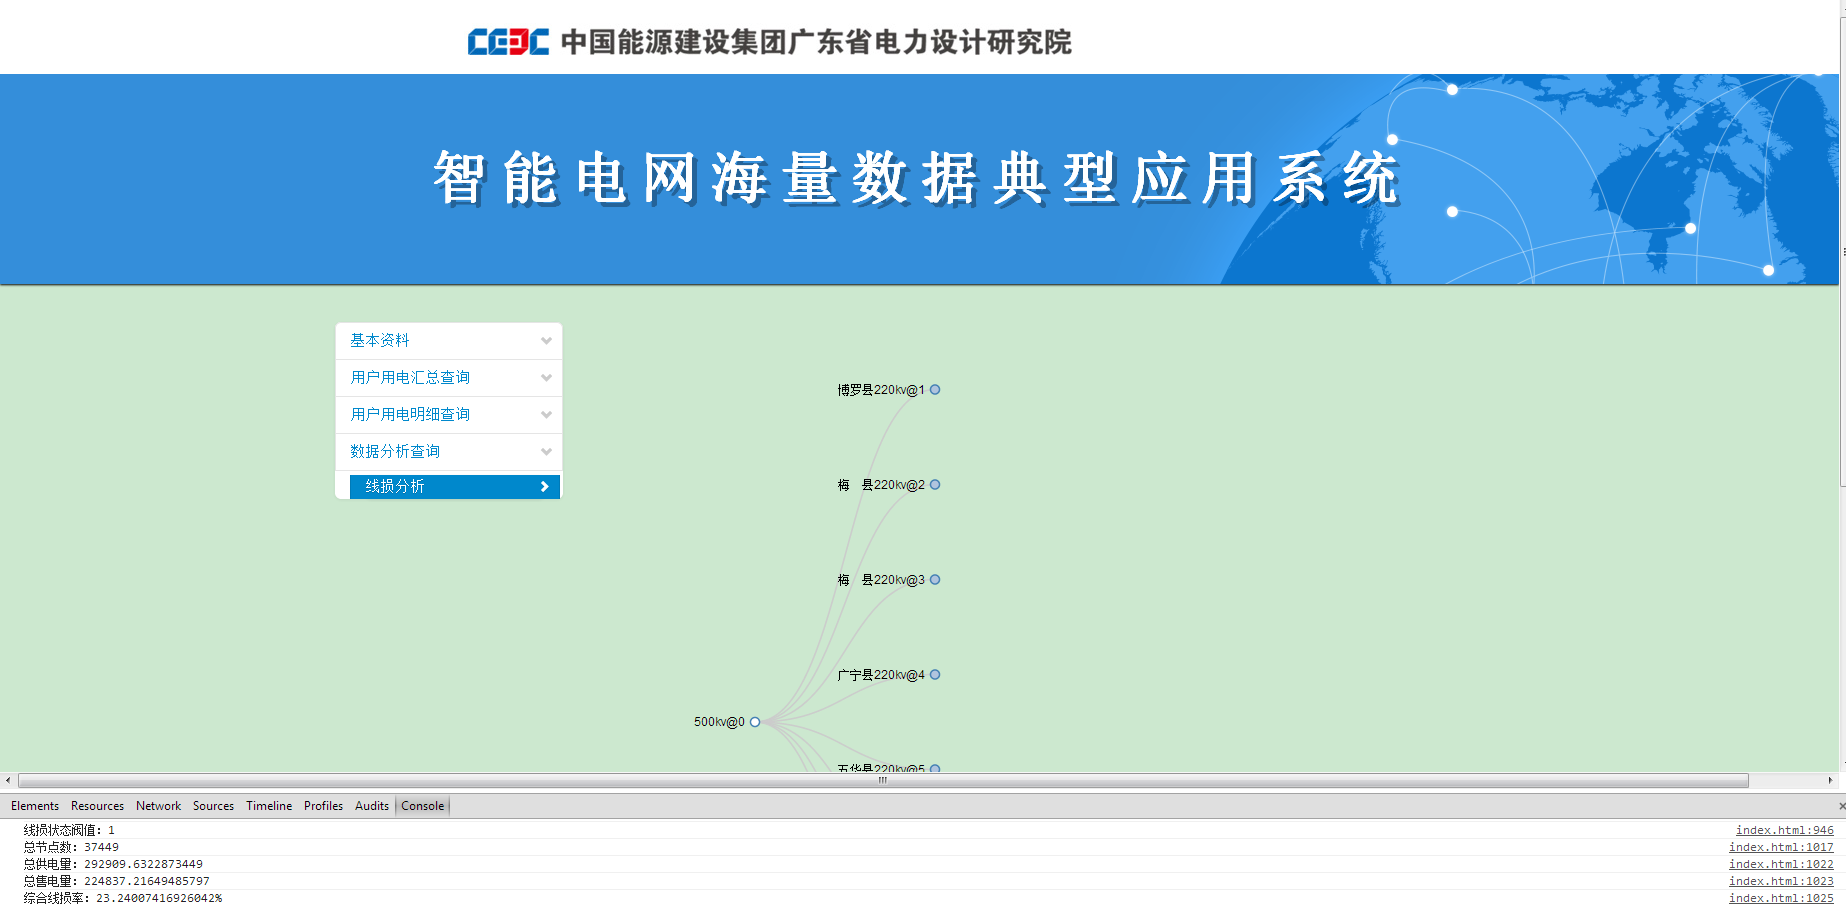 CEEC 中国能源建设集团广东省电力设计研究院
智能电网海量数据典型应用系统
基本资料
用户用电汇总查询
用户用电明细查询
数据分析查询
线损分析
博罗县220kv@1
梅　县220kv@2
梅　县220kv@3
广宁县220kv@4
500kv@0
五华县220kv@5
Elements Resources Network Sources Timeline Profiles Audits Console
线损状态阀值: 1 index.html:946
总节点数: 37449 index.html:1017
总供电量: 292909.6322873449 index.html:1022
总售电量: 224837.21649485797 index.html:1023
综合线损率: 23.24007416926042% index.html:1025